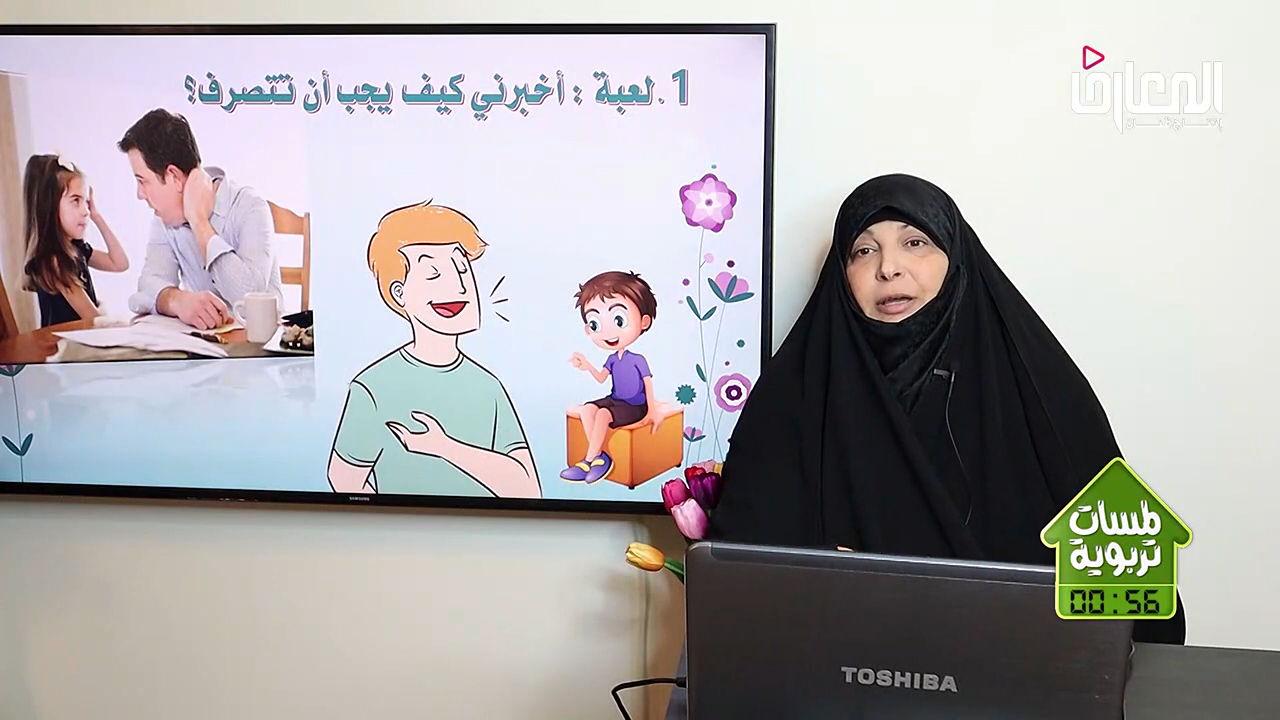 1. لعبة : أخبرني كيف يجب أن تتصرف؟
المعارف
لمسات
تربوية
00:56
SAMSUNG
TOSHIBA